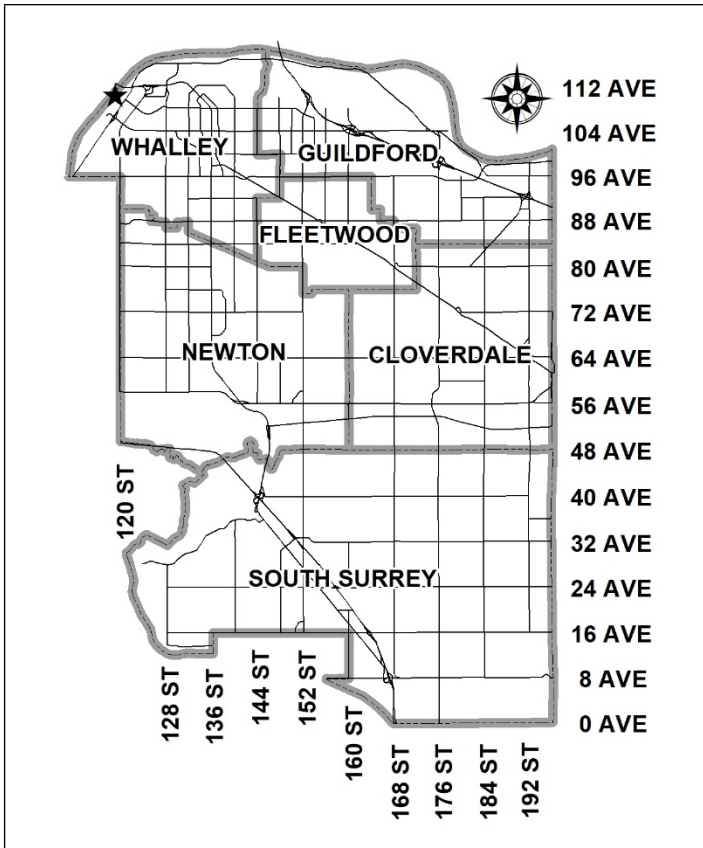 112 AVE
104 AVE
WHALLEY
GUILDFORD
96 AVE
88 AVE
FLEETWOOD
80 AVE
72 AVE
NEWTON
CLOVERDALE
64 AVE
56 AVE
48 AVE
120 ST
40 AVE
32 AVE
SOUTH SURREY
24 AVE
16 AVE
8 AVE
0 AVE
128 ST
136 ST
144 ST
152 ST
160 ST
168 ST
176 ST
184 ST
192 ST